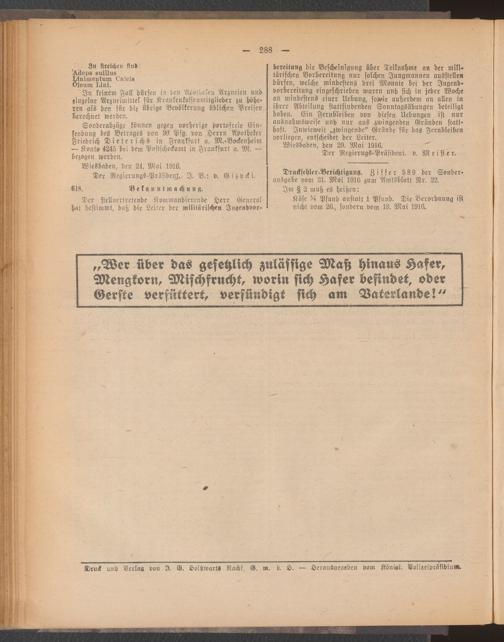 — 288 —
Zu streichen sind:
Adeps suillus
Linimentum Calcis
Oleum Lini.
In keinem Fall dürfen in den Apotheken Arzneien und
einzelne Arzneimittel für Krankenkassenmitglieder zu höhe-
ren als den für die übrige Bevölkerung üblichen Preisen
berechnet werden.
Sonderabzüge können gegen vorherige portofreie Ein-
sendung des Betrages von 90 Pfg. von Herrn Apotheker
Friedrich Dieterichs in Frankfurt a. M.-Bockenheim
— Konto 4245 bei dem Postscheckamt in Frankfurt a. M. —
bezogen werden.
Wiesbaden, den 24. Mai 1916.
Der Regierungs-Präsident. J. V.: v. Gizycki.
618. Bekanntmachung.
Der stellvertretende Kommandierende Herr General
hat bestimmt, daß die Leiter der militärischen Jugendvor-
bereitung die Bescheinigung über Teilnahme an der mili-
tärischen Vorbereitung nur solchen Jungmannen ausstellen
dürfen, welche mindestens drei Monate bei der Jugend-
vorbereitung eingeschrieben waren und sich in jeder Woche
an mindestens einer Uebung, sowie außerdem an allen in
ihrer Abteilung stattfindenden Sonntagsübungen beteiligt
haben. Ein Fernbleiben von diesen Uebungen ist nur
ausnahmsweise und nur aus zwingenden Gründen statt-
haft. Inwieweit „zwingende“ Gründe für das Fernbleiben
vorliegen, entscheidet der Leiter.
Wiesbaden, den 29. Mai 1916.
Der Regierungs-Präsident. v. Meister.
Druckfehler-Berichtigung. Ziffer 589 der Sonder-
ausgabe vom 31. Mai 1916 zum Amtsblatt Nr. 22.
Im § 2 muß es heißen:
Käse ¼ Pfund anstatt 1 Pfund. Die Verordnung ist
nicht vom 26., sondern vom 18. Mai 1916.
„Wer über das gesetzlich zulässige Maß hinaus Hafer,
Mengkorn, Mischfrucht, worin sich Hafer befindet, oder
Gerste verfüttert, versündigt sich am Vaterlande!“
Druck und Verlag von J. G. Holzwarts Nachf. G. m. b. H. — Herausgegeben vom Königl. Polizeipräsidium.